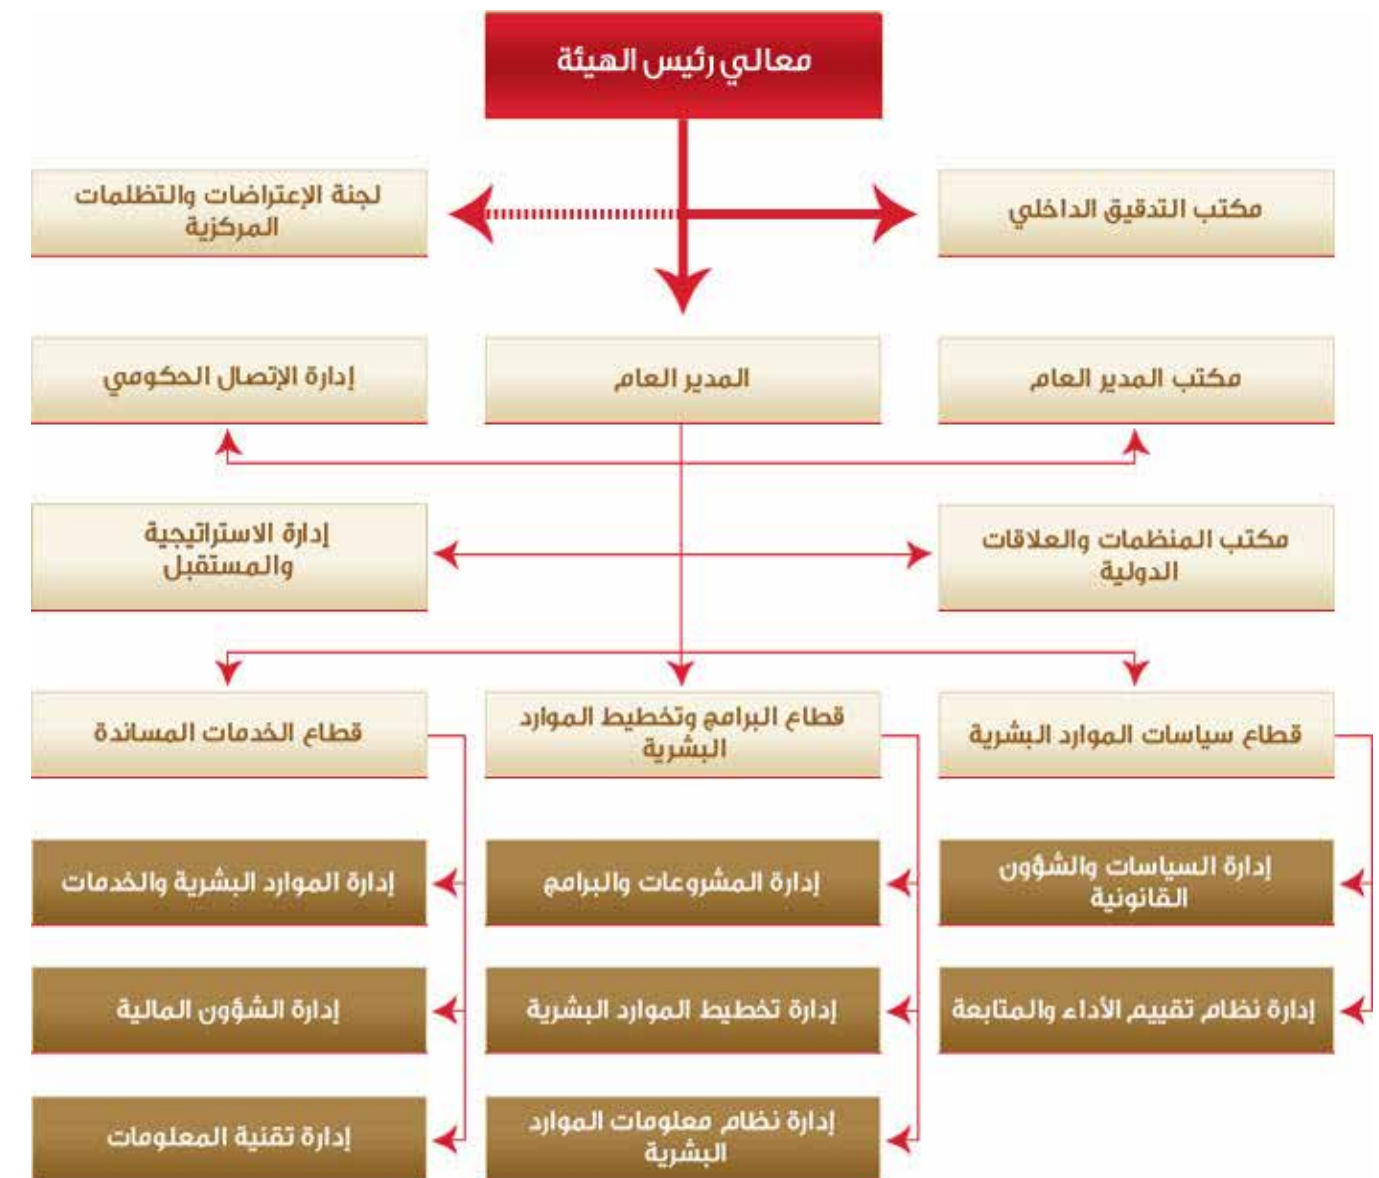 معالي رئيس الهيئة
مكتب التدقيق الداخلي
لجنة الإعتراضات والتظلمات
المركزية
مكتب المدير العام
المدير العام
إدارة الإتصال الحكومي
مكتب المنظمات والعلاقات
الدولية
إدارة الاستراتيجية
والمستقبل
قطاع سياسات الموارد البشرية
قطاع البرامج وتخطيط الموارد
البشرية
قطاع الخدمات المساندة
إدارة السياسات والشؤون
القانونية
إدارة المشروعات والبرامج
إدارة الموارد البشرية والخدمات
إدارة نظام تقييم الأداء والمتابعة
إدارة تخطيط الموارد البشرية
إدارة الشؤون المالية
إدارة نظام معلومات الموارد
البشرية
إدارة تقنية المعلومات